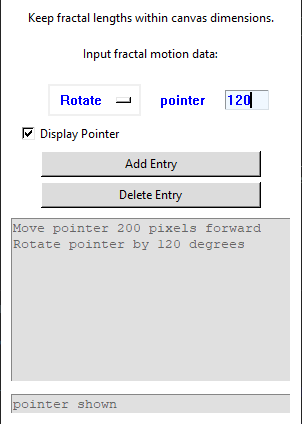 Keep fractal lengths within canvas dimensions.
Input fractal motion data:
Rotate pointer 120
Display Pointer
Add Entry
Delete Entry
Move pointer 200 pixels forward
Rotate pointer by 120 degrees
pointer shown